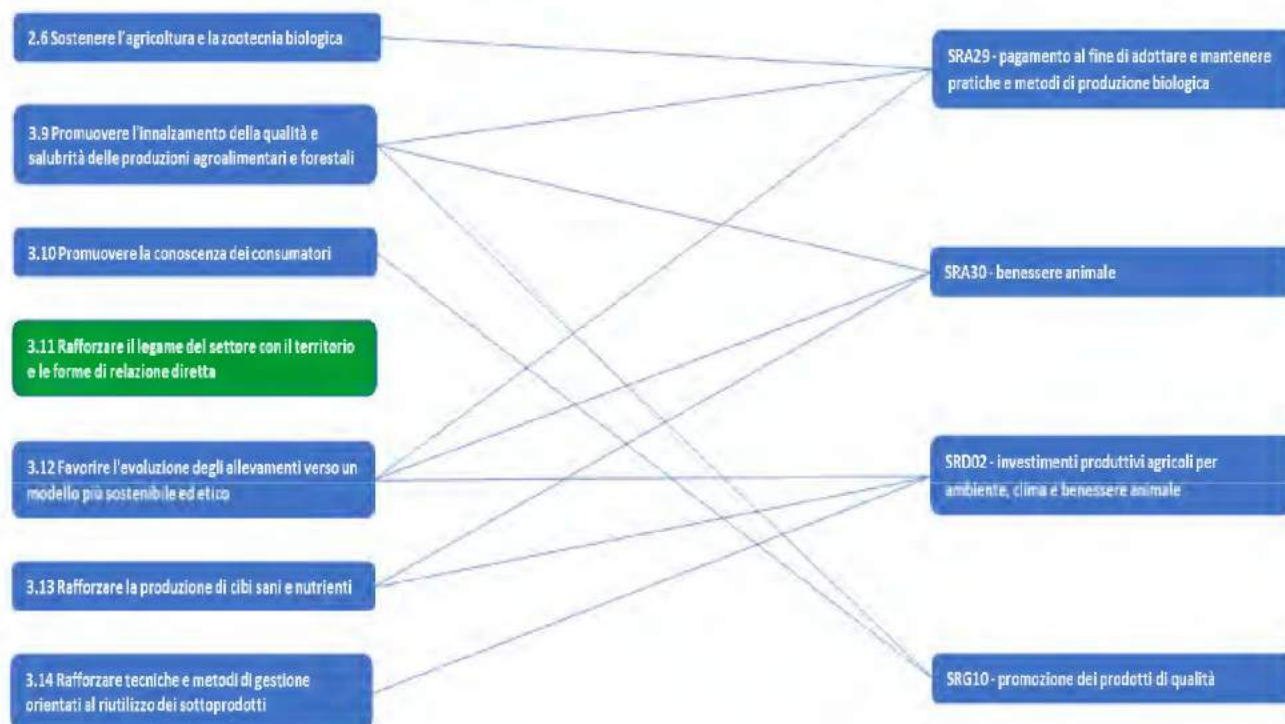 2.6 Sostenere l'agricoltura e la zootecnia biologica
3.9 Promuovere l'innalzamento della qualità e
salubrità delle produzioni agroalimentari e forestali
3.10 Promuovere la conoscenza dei consumatori
3.11 Rafforzare il legame del settore con il territorio
e le forme di relazione diretta
3.12 Favorire l'evoluzione degli allevamenti verso un
modello più sostenibile ed etico
3.13 Rafforzare la produzione di cibi sani e nutrienti
3.14 Rafforzare tecniche e metodi di gestione
orientati al riutilizzo dei sottoprodotti
SRA29 - pagamento al fine di adottare e mantenere
pratiche e metodi di produzione biologica
SRA30 - benessere animale
SRD02 - investimenti produttivi agricoli per
ambiente, clima e benessere animale
SRG10 - promozione dei prodotti di qualità